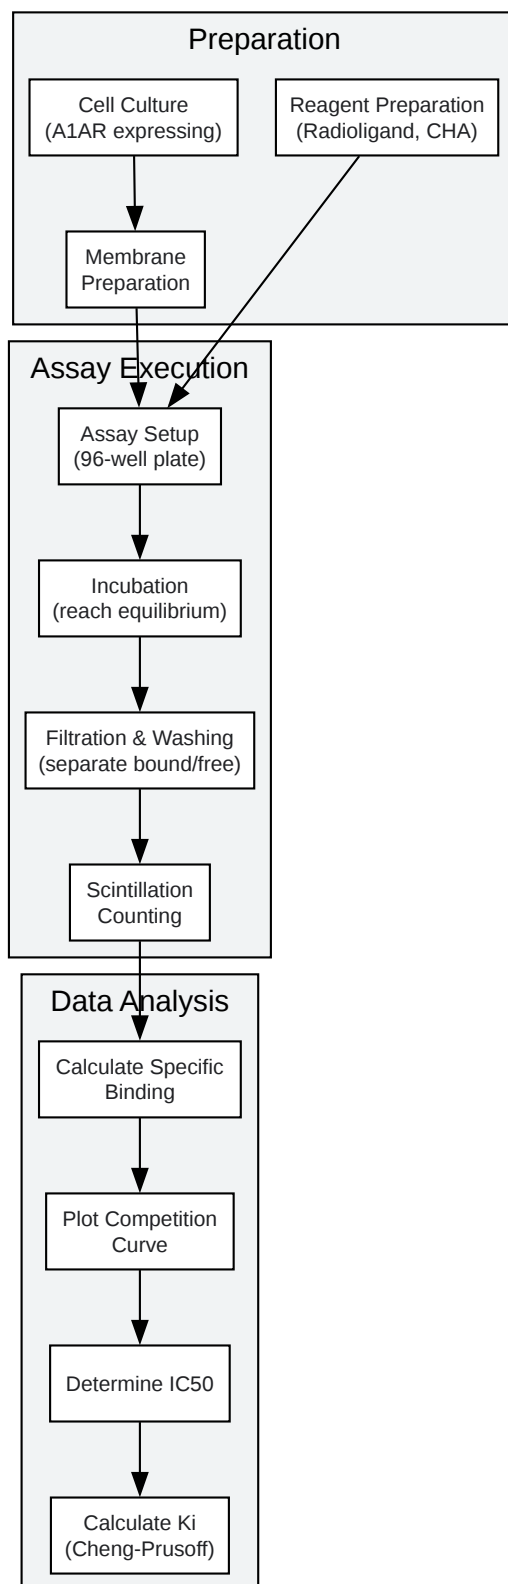 Preparation
Cell Culture
(A1AR expressing)
Reagent Preparation
(Radioligand, CHA)
Membrane
Preparation
Assay Execution
Assay Setup
(96-well plate)
Incubation
(reach equilibrium)
Filtration & Washing
(separate bound/free)
Scintillation
Counting
Data Analysis
Calculate Specific
Binding
Plot Competition
Curve
Determine IC50
Calculate Ki
(Cheng-Prusoff)